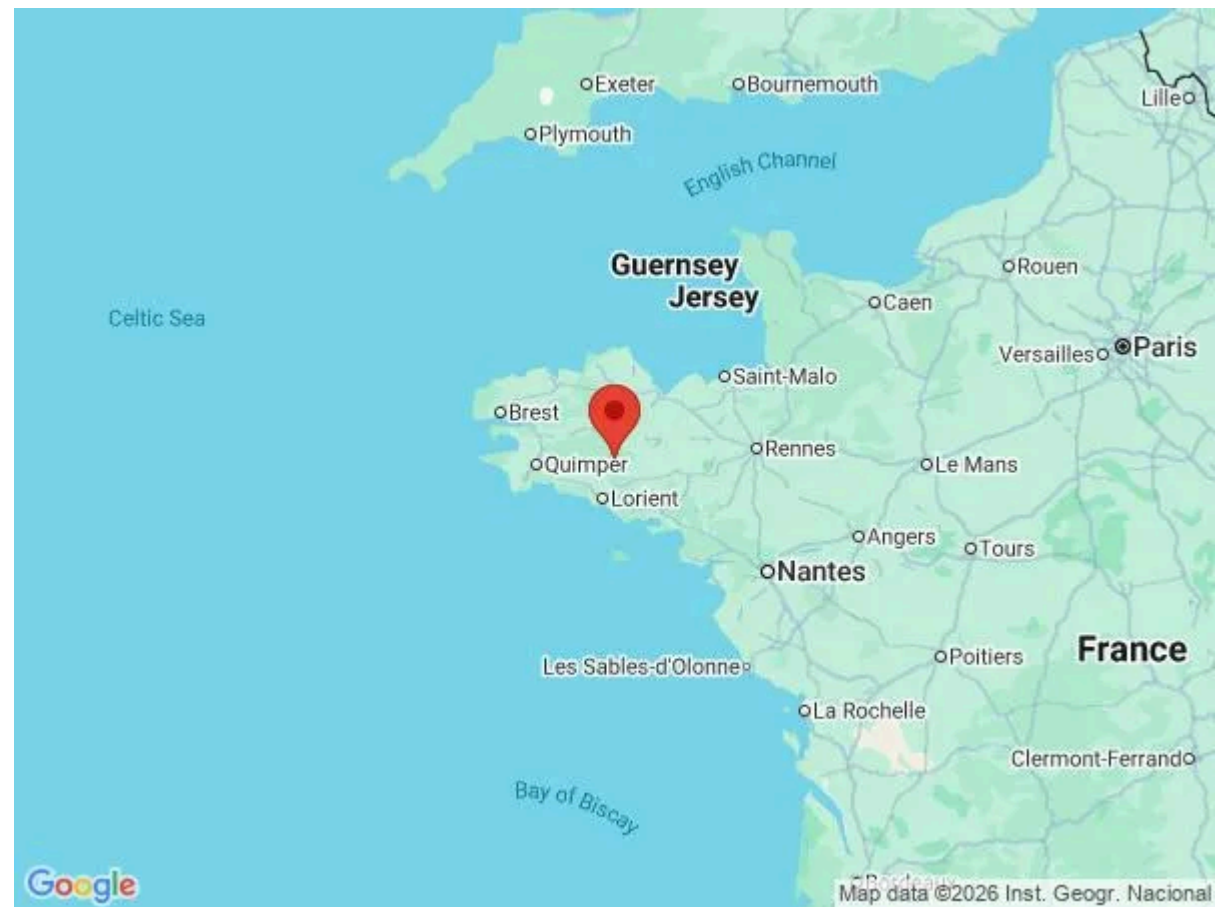 Exeter
Bournemouth
Lille
Plymouth
English Channel
Guernsey
Jersey
Rouen
Caen
Celtic Sea
Versailles
Paris
Saint-Malo
Brest
Rennes
Quimper
Le Mans
Lorient
Angers
Tours
Nantes
France
Poitiers
Les Sables-d'Olonne
La Rochelle
Clermont-Ferrand
Bay of Biscay
Google
Bordeaux
Map data ©2026 Inst. Geogr. Nacional